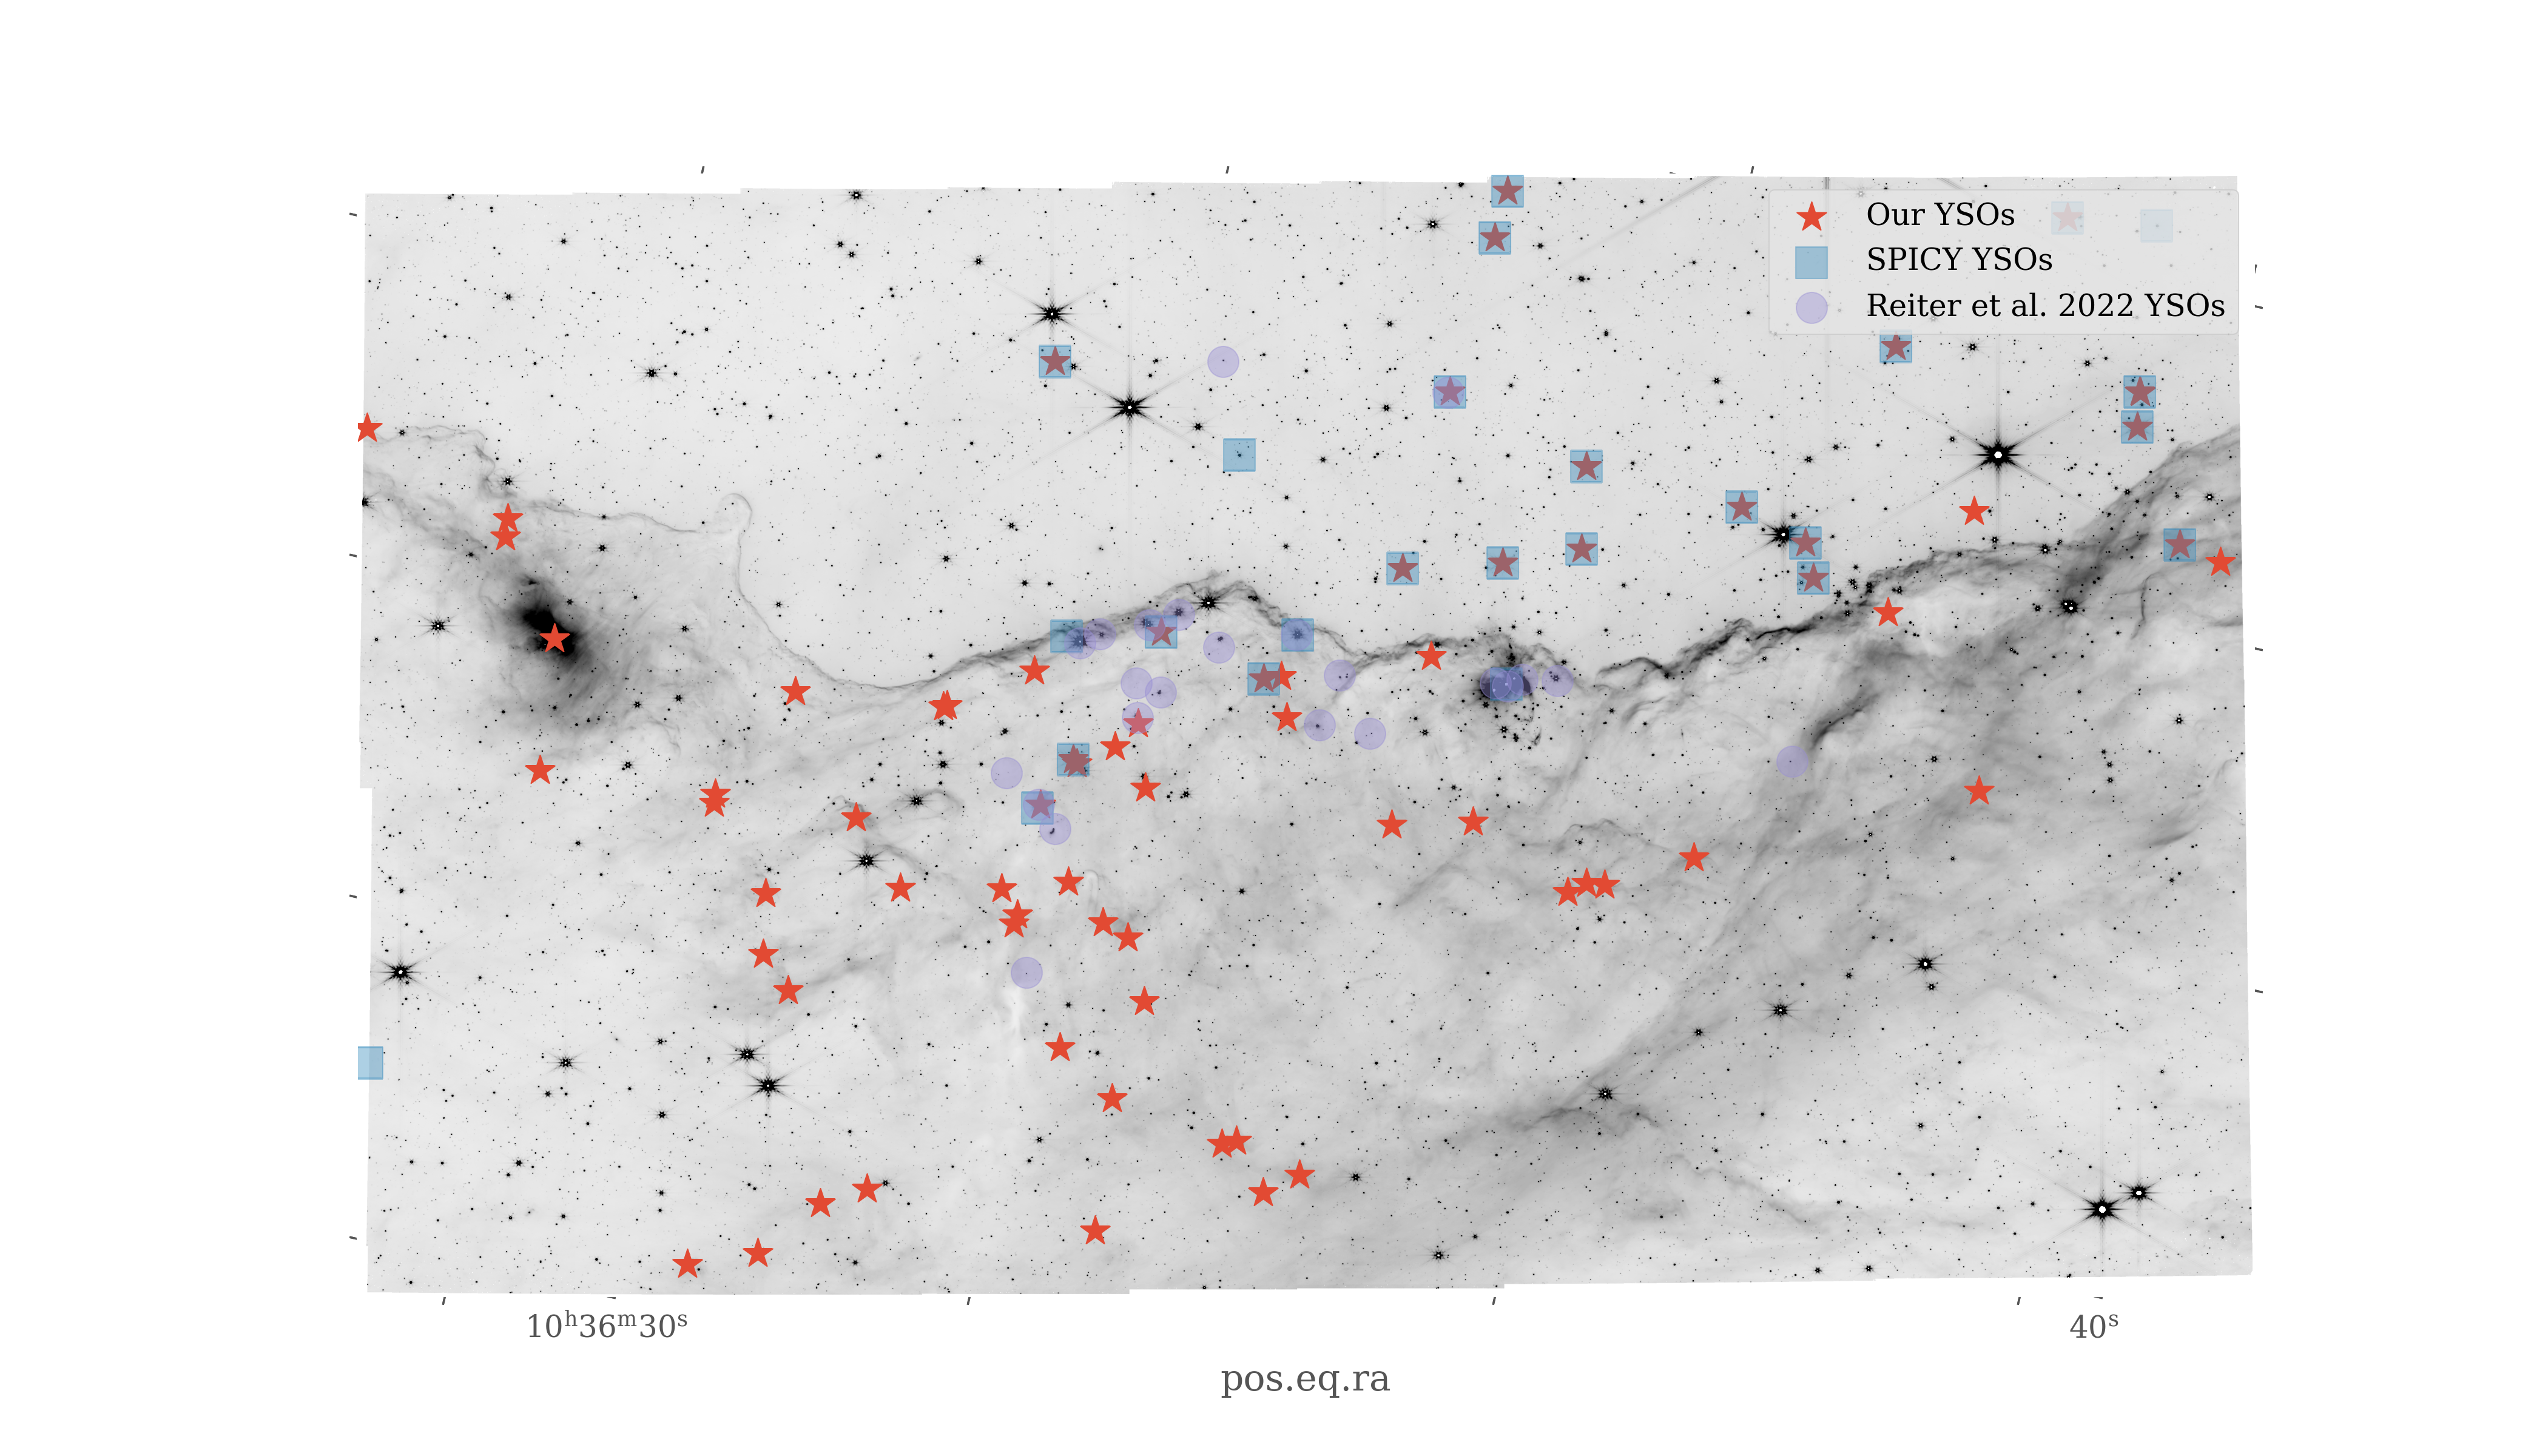 Our YSOs
SPICY YSOs
Reiter et al. 2022 YSOs
10ʰ36ᵐ30ˢ
40ˢ
pos.eq.ra